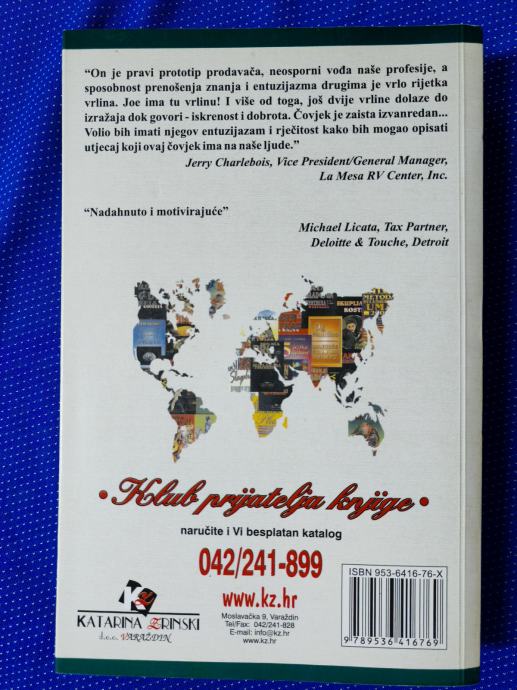 “On je pravi prototip prodavača, neosporni vođa naše profesije, a
sposobnost prenošenja znanja i entuzijazma drugima je vrlo rijetka
vrlina. Joe ima tu vrlinu! I više od toga, još dvije vrline dolaze do
izražaja dok govori - iskrenost i dobrota. Čovjek je zaista izvanredan...
Volio bih imati njegov entuzijazam i rječitost kako bih mogao opisati
utjecaj koji ovaj čovjek ima na naše ljude.”
Jerry Charlebois, Vice President/General Manager,
La Mesa RV Center, Inc.
“Nadahnuto i motivirajuće”
Michael Licata, Tax Partner,
Deloitte & Touche, Detroit
• Klub prijatelja knjige •
naručite i Vi besplatan katalog
042/241-899
www.kz.hr
Moslavačka 9, Varaždin
Tel/Fax: 042/241-828
E-mail: info@kz.hr
www.kz.hr
KZ
KATARINA ZRINSKI
d.o.o. VARAŽDIN
ISBN 953-6416-76-X
9 789536 416769